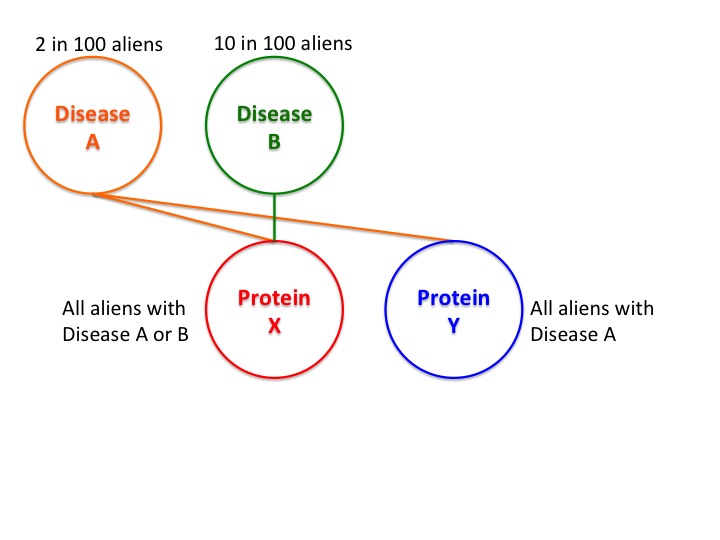 2 in 100 aliens
10 in 100 aliens
Disease
A
Disease
B
All aliens with
Disease A or B
Protein
X
Protein
Y
All aliens with
Disease A